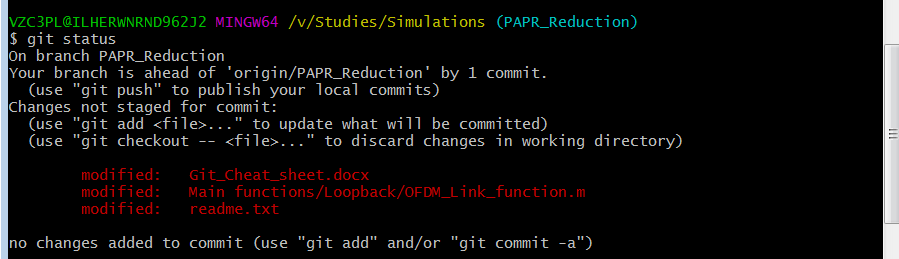 VZC3PL@ILHERWNRND962J2 MINGW64 /v/Studies/Simulations (PAPR_Reduction)
$ git status
On branch PAPR_Reduction
Your branch is ahead of 'origin/PAPR_Reduction' by 1 commit.
  (use "git push" to publish your local commits)
Changes not staged for commit:
  (use "git add <file>..." to update what will be committed)
  (use "git checkout -- <file>..." to discard changes in working directory)
        modified:   Git_Cheat_sheet.docx
        modified:   Main functions/Loopback/OFDM_Link_function.m
        modified:   readme.txt
no changes added to commit (use "git add" and/or "git commit -a")